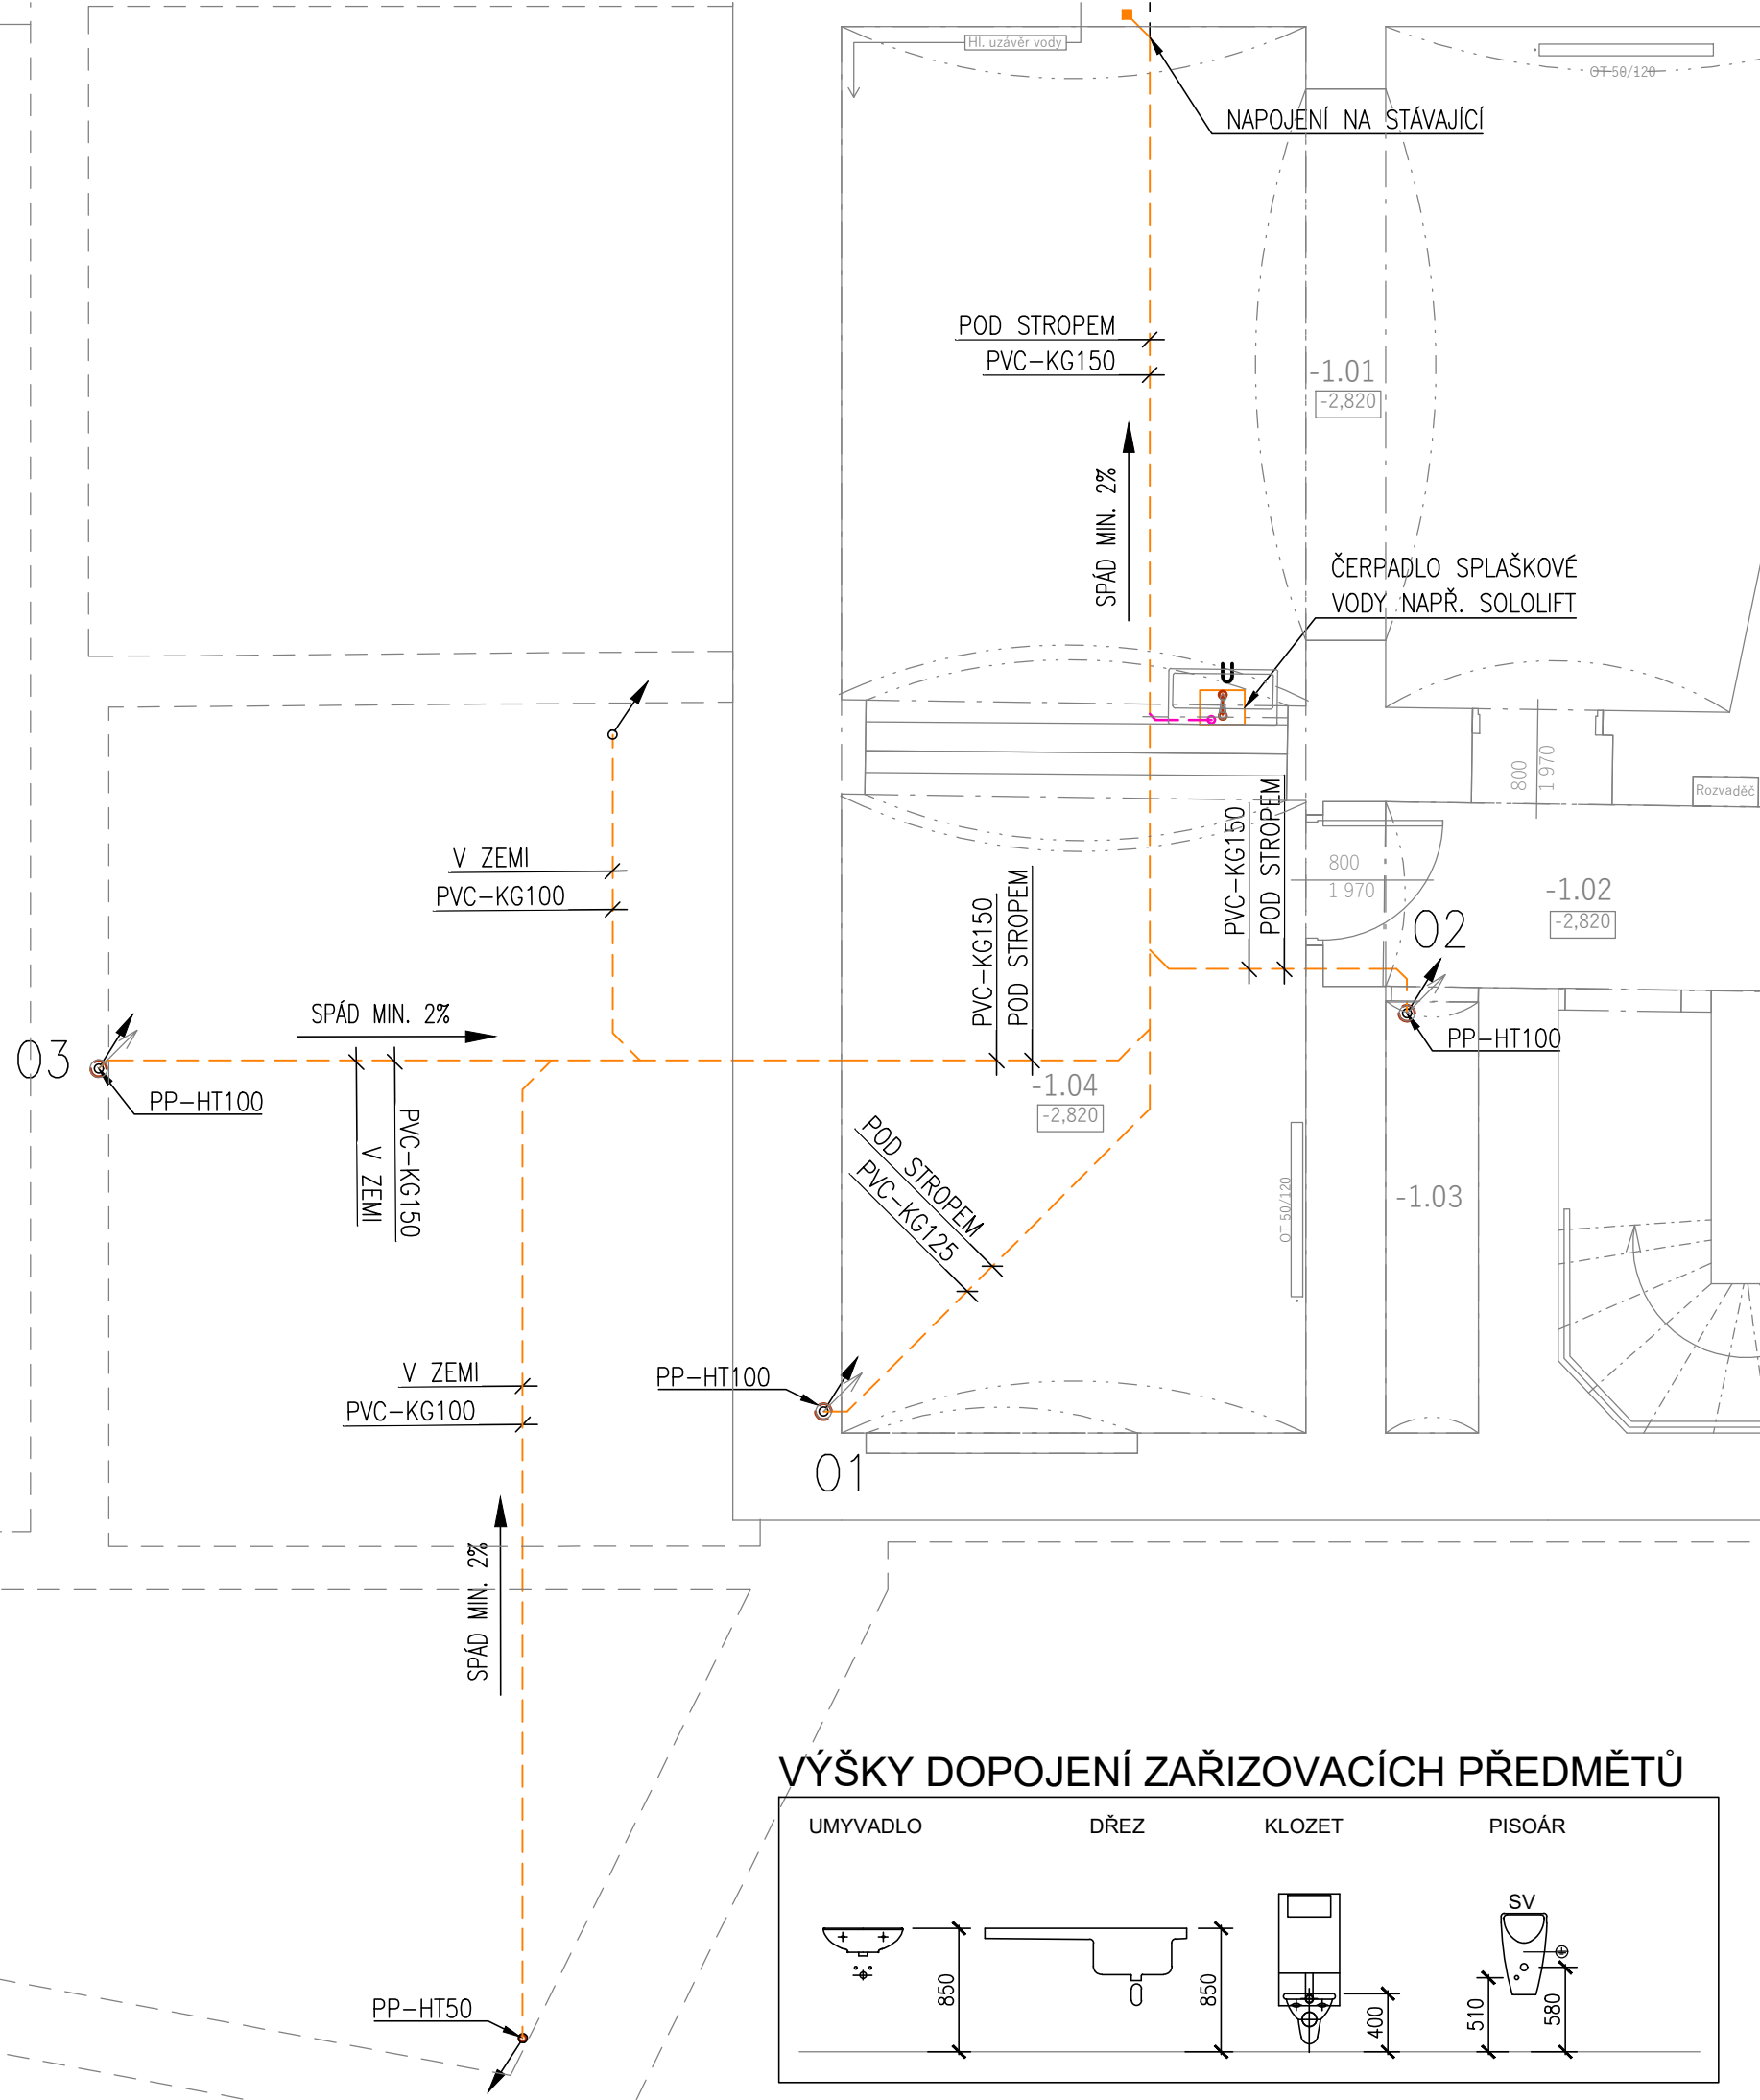 Hl. uzávěr vody
OT 50/120
NAPOJENÍ NA STÁVAJÍCÍ
POD STROPEM
PVC-KG150
-1.01
-2,820
SPÁD MIN. 2%
ČERPADLO SPLAŠKOVÉ
VODY NAPŘ. SOLOLIFT
U
800
1 970
Rozvaděč
V ZEMI
PVC-KG100
PVC-KG150
POD STROPEM
PVC-KG150
POD STROPEM
800
1 970
-1.02
-2,820
O2
SPÁD MIN. 2%
O3
PP-HT100
PP-HT100
-1.04
-2,820
PVC-KG150
V ZEMI
POD STROPEM
PVC-KG125
OT 50/120
-1.03
V ZEMI
PVC-KG100
PP-HT100
O1
SPÁD MIN. 2%
PP-HT50
VÝŠKY DOPOJENÍ ZAŘIZOVACÍCH PŘEDMĚTŮ
UMYVADLO
DŘEZ
KLOZET
PISOÁR
SV
850
850
400
510
580